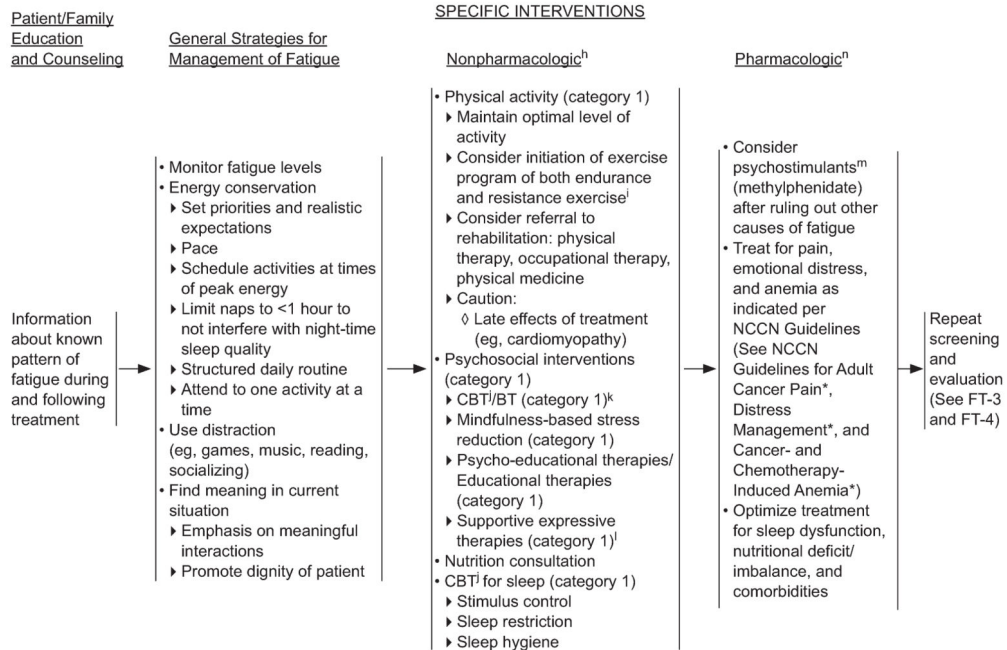 SPECIFIC INTERVENTIONS
Patient/Family
Education
and Counseling
General Strategies for
Management of Fatigue
Nonpharmacologicʰ
Pharmacologicⁿ
Information
about known
pattern of
fatigue during
and following
treatment
• Monitor fatigue levels
• Energy conservation
▸ Set priorities and realistic
expectations
▸ Pace
▸ Schedule activities at times
of peak energy
▸ Limit naps to <1 hour to
not interfere with night-time
sleep quality
▸ Structured daily routine
▸ Attend to one activity at a
time
• Use distraction
(eg, games, music, reading,
socializing)
• Find meaning in current
situation
▸ Emphasis on meaningful
interactions
▸ Promote dignity of patient
• Physical activity (category 1)
▸ Maintain optimal level of
activity
▸ Consider initiation of exercise
program of both endurance
and resistance exerciseⁱ
▸ Consider referral to
rehabilitation: physical
therapy, occupational therapy,
physical medicine
▸ Caution:
◊ Late effects of treatment
(eg, cardiomyopathy)
• Psychosocial interventions
(category 1)
▸ CBTʲ/BT (category 1)ᵏ
▸ Mindfulness-based stress
reduction (category 1)
▸ Psycho-educational therapies/
Educational therapies
(category 1)
▸ Supportive expressive
therapies (category 1)ˡ
• Nutrition consultation
• CBTʲ for sleep (category 1)
▸ Stimulus control
▸ Sleep restriction
▸ Sleep hygiene
• Consider
psychostimulantsᵐ
(methylphenidate)
after ruling out other
causes of fatigue
• Treat for pain,
emotional distress,
and anemia as
indicated per
NCCN Guidelines
(See NCCN
Guidelines for Adult
Cancer Pain*,
Distress
Management*, and
Cancer- and
Chemotherapy-
Induced Anemia*)
• Optimize treatment
for sleep dysfunction,
nutritional deficit/
imbalance, and
comorbidities
Repeat
screening
and
evaluation
(See FT-3
and FT-4)